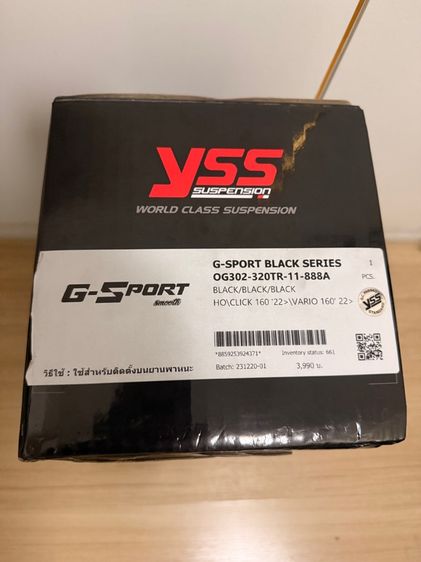 YSS
SUSPENSION
WORLD CLASS SUSPENSION
G-SPORT
smooth
วิธีใช้ : ใช้สำหรับติดตั้งบนยานพาหนะ
G-SPORT BLACK SERIES
1
OG302-320TR-11-888A
PCS.
BLACK/BLACK/BLACK
HO\CLICK 160 '22>\VARIO 160' 22>
YSS
*8859253924371*
Inventory status: 661
Batch: 231220-01
3,990 บ.